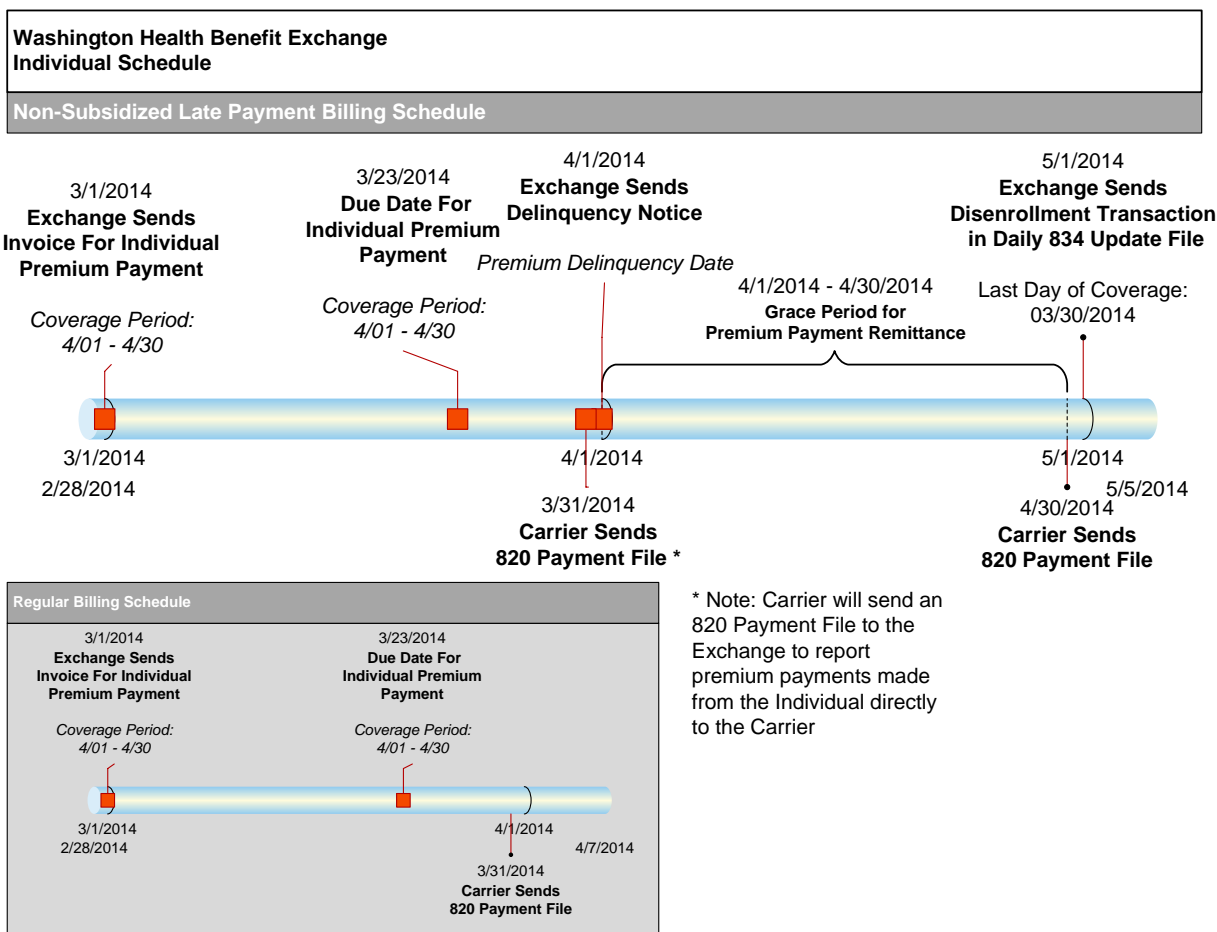 Washington Health Benefit Exchange
Individual Schedule
Non-Subsidized Late Payment Billing Schedule
3/1/2014
Exchange Sends
Invoice For Individual
Premium Payment
Coverage Period:
4/01 - 4/30
3/23/2014
Due Date For
Individual Premium
Payment
Coverage Period:
4/01 - 4/30
4/1/2014
Exchange Sends
Delinquency Notice
Premium Delinquency Date
4/1/2014 - 4/30/2014
Grace Period for
Premium Payment Remittance
5/1/2014
Exchange Sends
Disenrollment Transaction
in Daily 834 Update File
Last Day of Coverage:
03/30/2014
3/1/2014
4/1/2014
5/1/2014
2/28/2014
5/5/2014
3/31/2014
Carrier Sends
820 Payment File *
4/30/2014
Carrier Sends
820 Payment File
* Note: Carrier will send an
820 Payment File to the
Exchange to report
premium payments made
from the Individual directly
to the Carrier
Regular Billing Schedule
3/1/2014
Exchange Sends
Invoice For Individual
Premium Payment
Coverage Period:
4/01 - 4/30
3/23/2014
Due Date For
Individual Premium
Payment
Coverage Period:
4/01 - 4/30
3/1/2014
4/1/2014
2/28/2014
4/7/2014
3/31/2014
Carrier Sends
820 Payment File